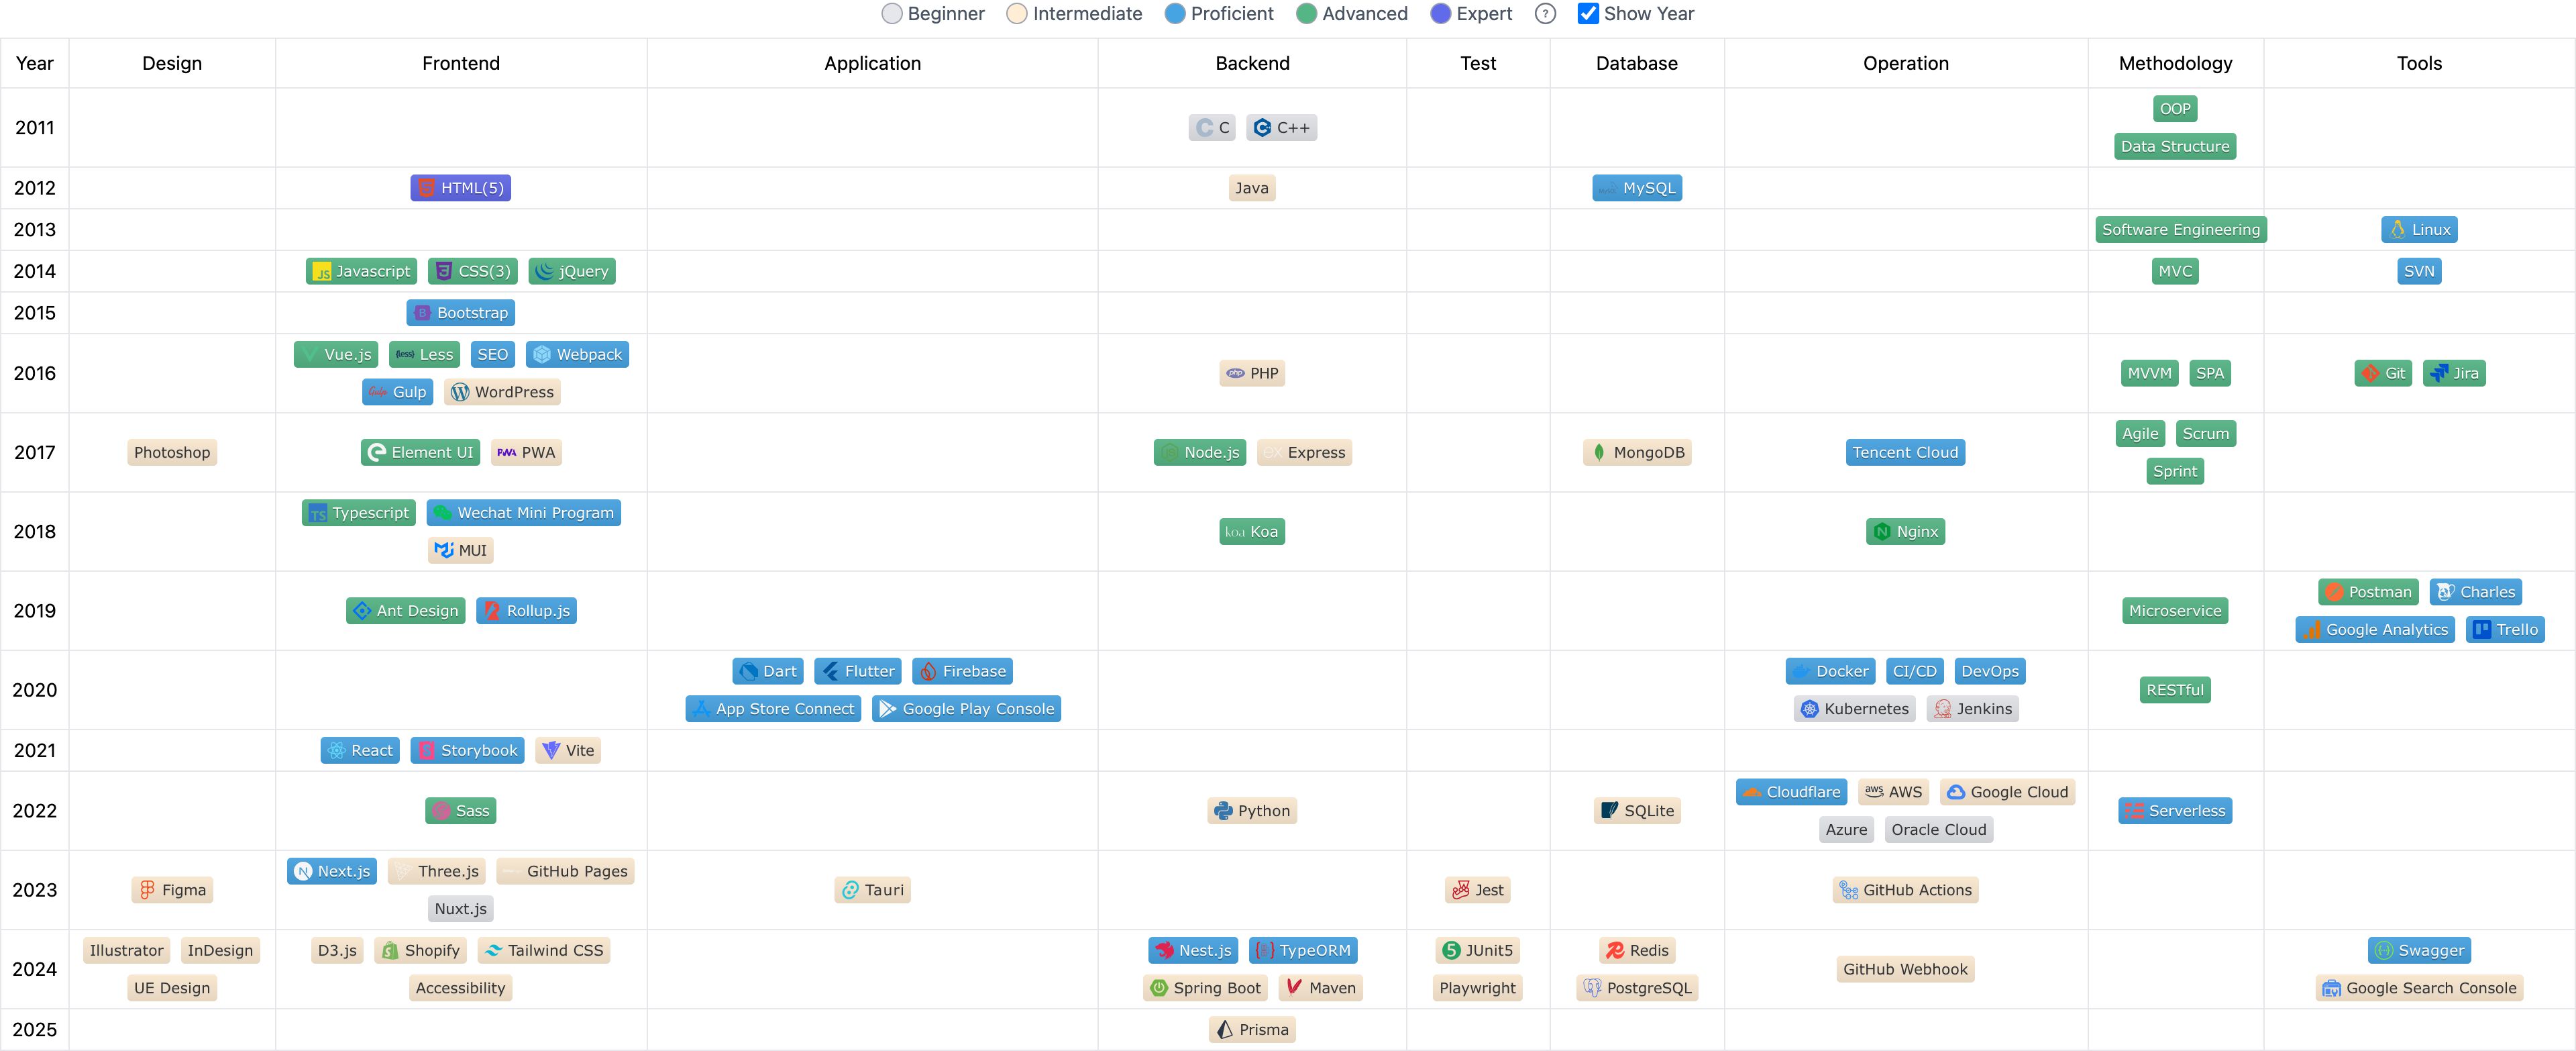 Beginner Intermediate Proficient Advanced Expert ? Show Year
Year Design Frontend Application Backend Test Database Operation Methodology Tools
2011 C C++ OOP
Data Structure
2012 HTML(5) Java MySQL
2013 Software Engineering Linux
2014 Javascript CSS(3) jQuery MVC SVN
2015 Bootstrap
2016 Vue.js Less SEO Webpack
Gulp WordPress PHP MVVM SPA Git Jira
2017 Photoshop Element UI PWA Node.js Express MongoDB Tencent Cloud Agile Scrum
Sprint
2018 Typescript Wechat Mini Program
MUI Koa Nginx
2019 Ant Design Rollup.js Microservice Postman Charles
Google Analytics Trello
2020 Dart Flutter Firebase
App Store Connect Google Play Console
Docker CI/CD DevOps
Kubernetes Jenkins
RESTful
2021 React Storybook Vite
2022 Sass Python SQLite Cloudflare AWS Google Cloud
Azure Oracle Cloud
Serverless
2023 Figma Next.js Three.js GitHub Pages
Nuxt.js
Tauri Jest GitHub Actions
2024 Illustrator InDesign
UE Design
D3.js Shopify Tailwind CSS
Accessibility
Nest.js TypeORM
Spring Boot Maven
JUnit5
Playwright
Redis
PostgreSQL
GitHub Webhook
Swagger
Google Search Console
2025 Prisma